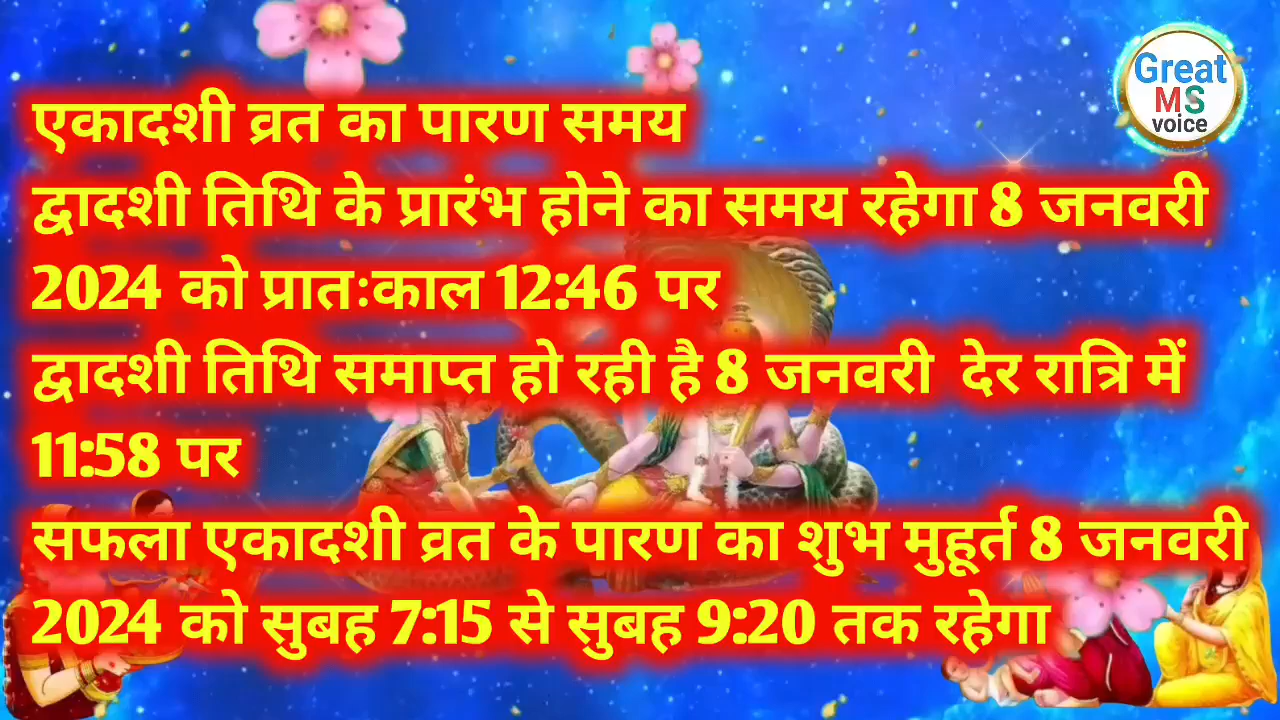 Great
MS
voice
एकादशी व्रत का पारण समय
द्वादशी तिथि के प्रारंभ होने का समय रहेगा 8 जनवरी
2024 को प्रातःकाल 12:46 पर
द्वादशी तिथि समाप्त हो रही है 8 जनवरी देर रात्रि में
11:58 पर
सफला एकादशी व्रत के पारण का शुभ मुहूर्त 8 जनवरी
2024 को सुबह 7:15 से सुबह 9:20 तक रहेगा